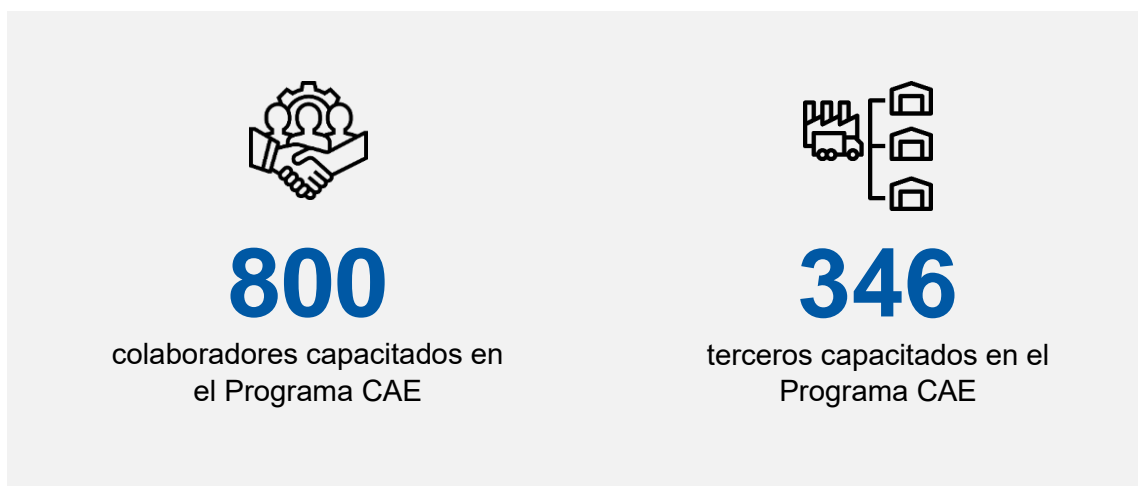 800
colaboradores capacitados en
el Programa CAE
346
terceros capacitados en el
Programa CAE